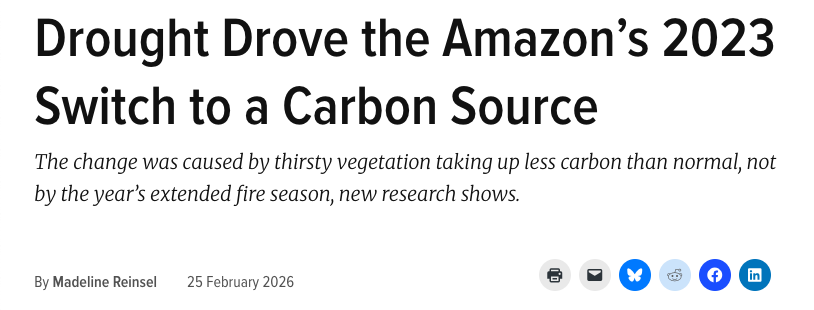 Drought Drove the Amazon’s 2023
Switch to a Carbon Source
The change was caused by thirsty vegetation taking up less carbon than normal, not
by the year’s extended fire season, new research shows.
By Madeline Reinsel 25 February 2026